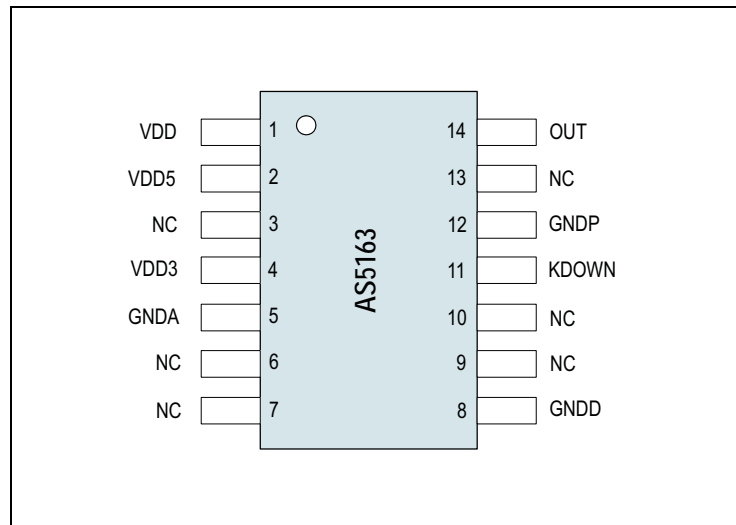 VDD 1 14 OUT
VDD5 2 13 NC
NC 3 12 GNDP
VDD3 4 11 KDOWN
GNDA 5 10 NC
NC 6 9 NC
NC 7 8 GNDD
AS5163